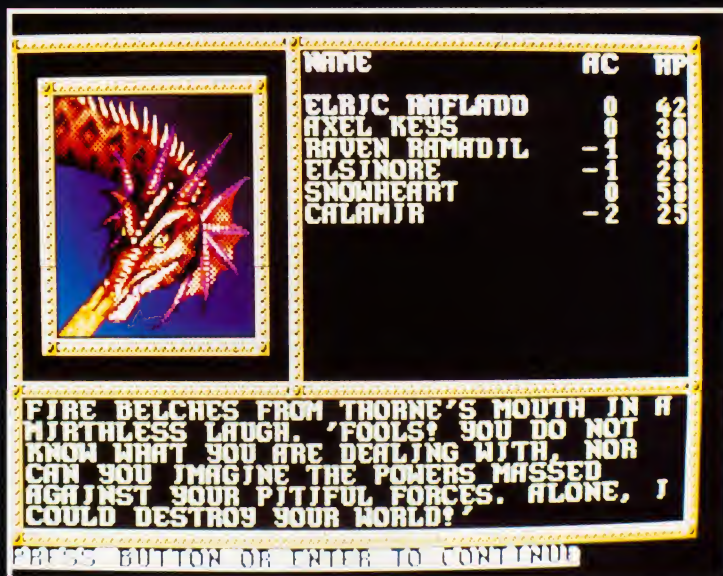 NAME AC HP
ELRIC HAFLADD 0 42
AXEL KEYS 0 30
RAVEN RAMADIL -1 40
ELSINORE -1 28
SNOWHEART 0 58
CALAMIR -2 25
FIRE BELCHES FROM THORNE'S MOUTH IN A
MIRTHLESS LAUGH. 'FOOLS! YOU DO NOT
KNOW WHAT YOU ARE DEALING WITH, NOR
CAN YOU IMAGINE THE POWERS MASSED
AGAINST YOUR PITIFUL FORCES. ALONE, I
COULD DESTROY YOUR WORLD!'
PRESS BUTTON OR ENTER TO CONTINUE